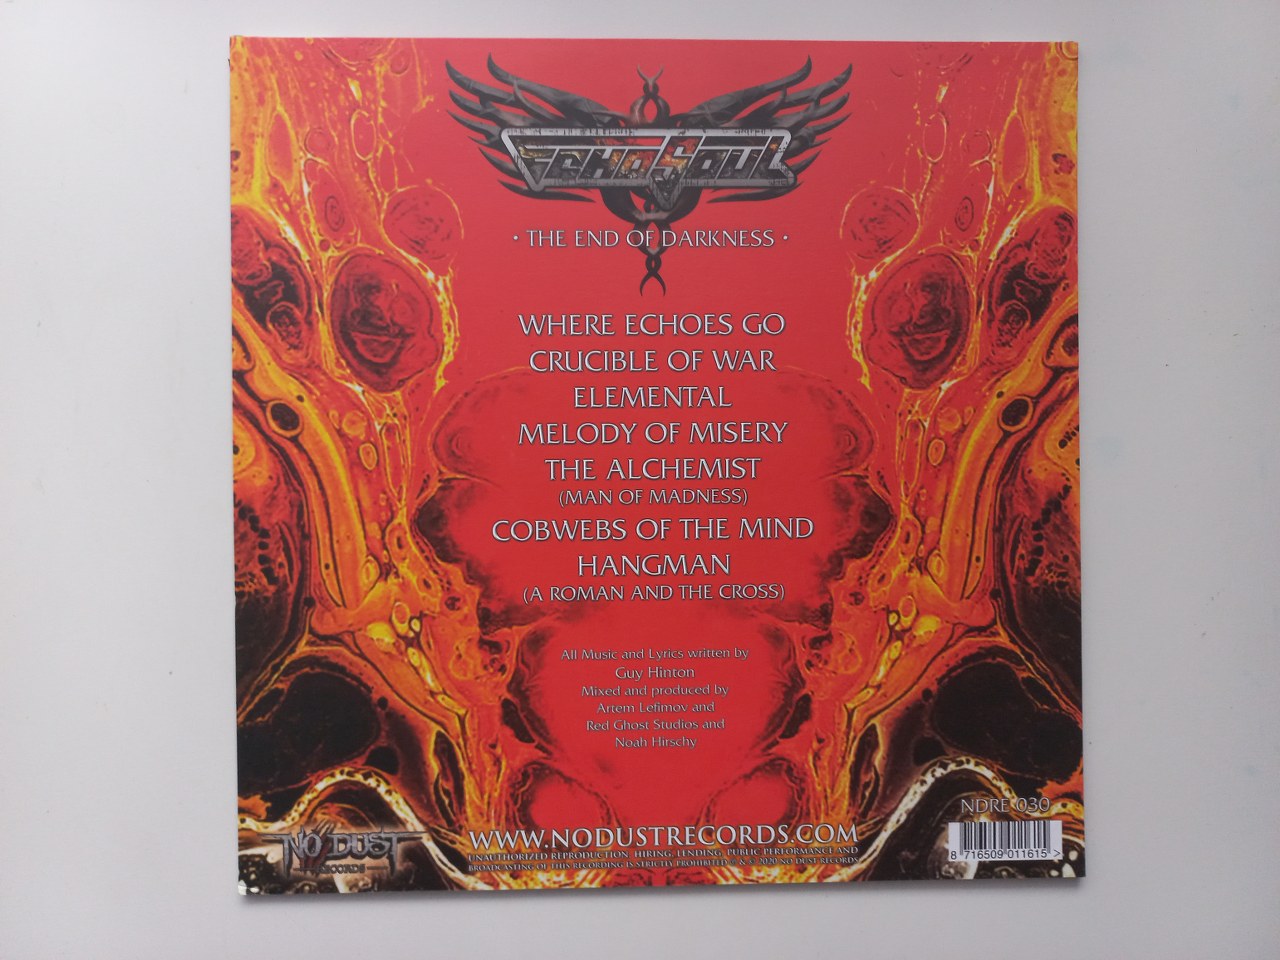 ECHOSOUL
• THE END OF DARKNESS •
WHERE ECHOES GO
CRUCIBLE OF WAR
ELEMENTAL
MELODY OF MISERY
THE ALCHEMIST
(MAN OF MADNESS)
COBWEBS OF THE MIND
HANGMAN
(A ROMAN AND THE CROSS)
All Music and Lyrics written by
Guy Hinton
Mixed and produced by
Artem Lefimov and
Red Ghost Studios and
Noah Hirschy
NDRE 030
8 716509 011615 >
NO DUST
RECORDS
WWW.NODUSTRECORDS.COM
UNAUTHORIZED REPRODUCTION, HIRING, LENDING, PUBLIC PERFORMANCE AND
BROADCASTING OF THIS RECORDING IS STRICTLY PROHIBITED ℗ & © 2020 NO DUST RECORDS